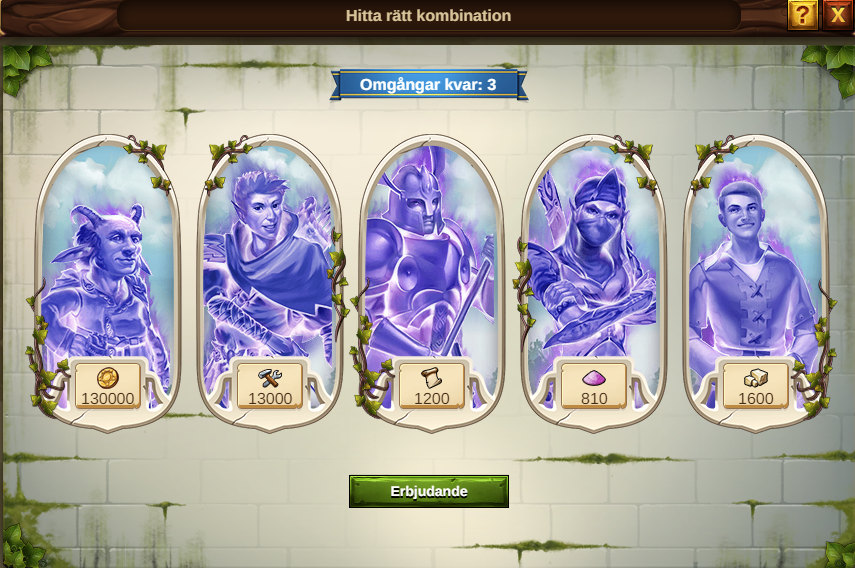 Hitta rätt kombination
? X
Omgångar kvar: 3
130000
13000
1200
810
1600
Erbjudande